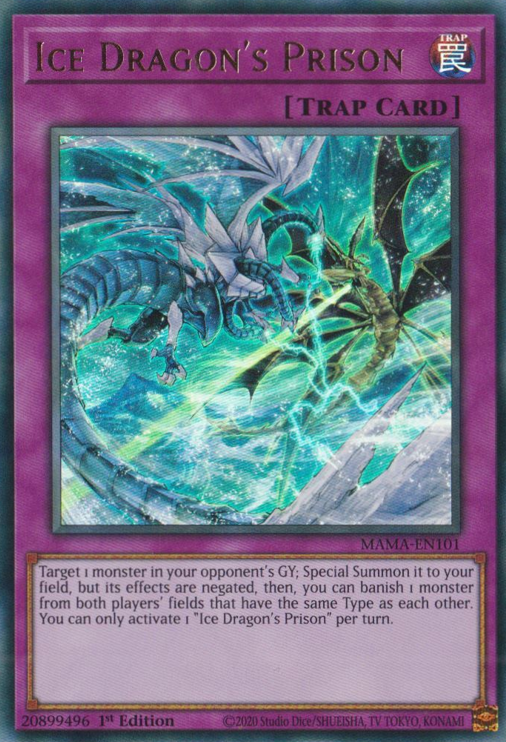 ICE DRAGON'S PRISON
TRAP
罠
[TRAP CARD]
MAMA-EN101
Target 1 monster in your opponent's GY; Special Summon it to your
field, but its effects are negated, then, you can banish 1 monster
from both players' fields that have the same Type as each other.
You can only activate 1 "Ice Dragon's Prison" per turn.
20899496 1st Edition ©2020 Studio Dice/SHUEISHA, TV TOKYO, KONAMI